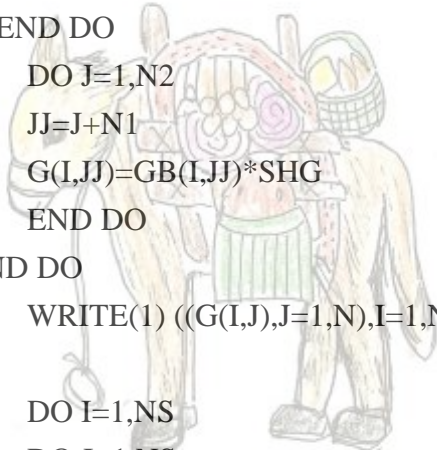 END DO
DO J=1,N2
JJ=J+N1
G(I,JJ)=GB(I,JJ)*SHG
END DO
ND DO
WRITE(1) ((G(I,J),J=1,N),I=1,N
DO I=1,NS